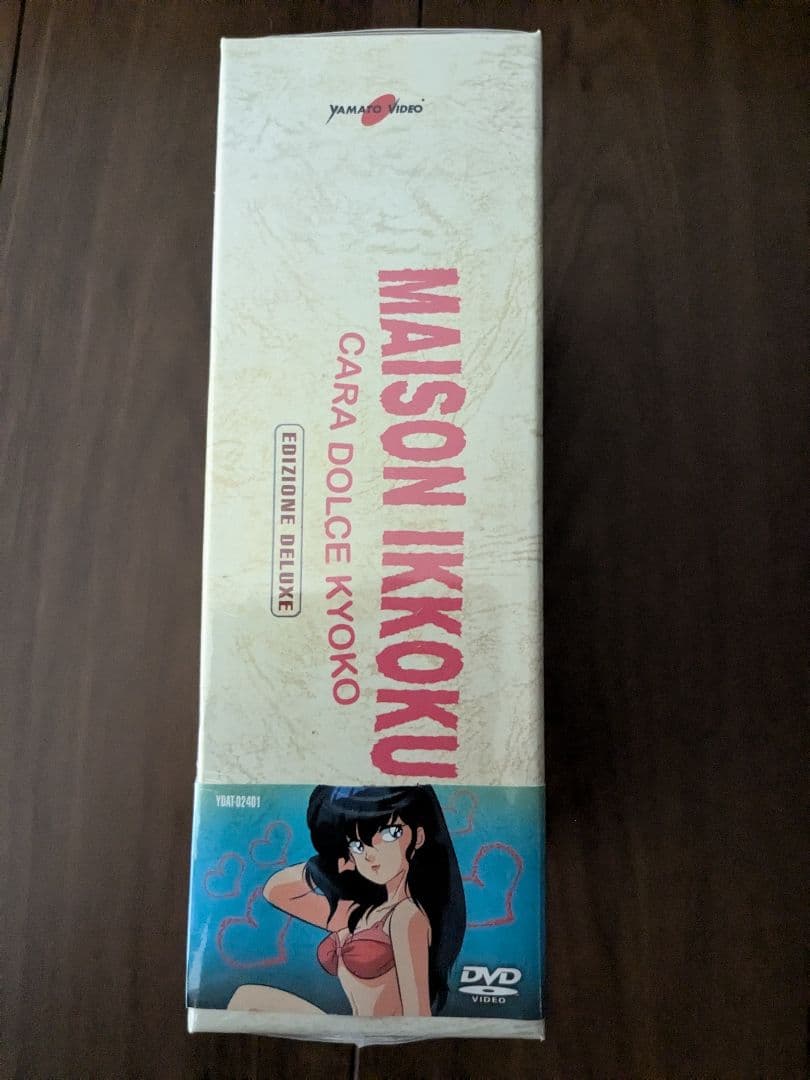 YAMATO VIDEO
MAISON IKKOKU
CARA DOLCE KYOKO
EDIZIONE DELUXE
YDAT-02401
DVD
VIDEO